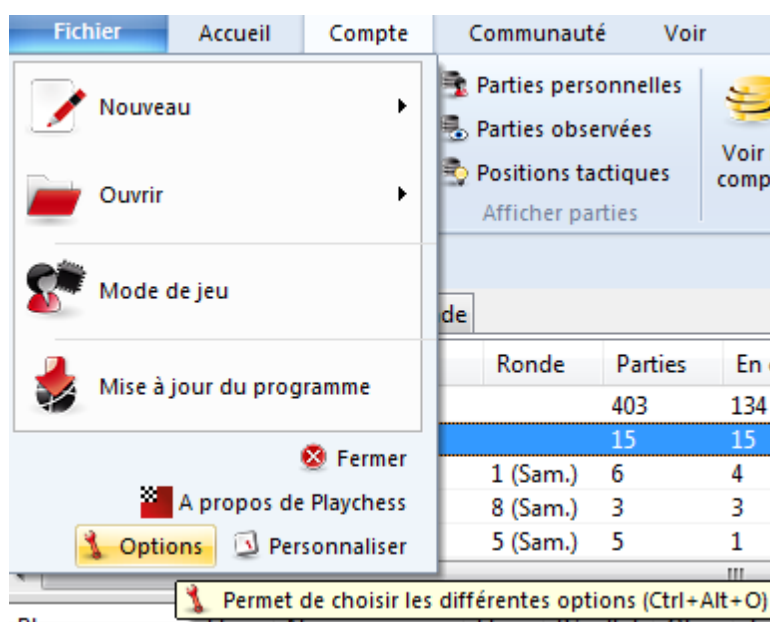 Fichier Accueil Compte Communauté Voir
Nouveau
Ouvrir
Mode de jeu
Mise à jour du programme
Fermer
A propos de Playchess
Options Personnaliser
Parties personnelles
Parties observées
Positions tactiques
Afficher parties
Voir
Ronde Parties En
403 134
15 15
1 (Sam.) 6 4
8 (Sam.) 3 3
5 (Sam.) 5 1
Permet de choisir les différentes options (Ctrl+Alt+O)